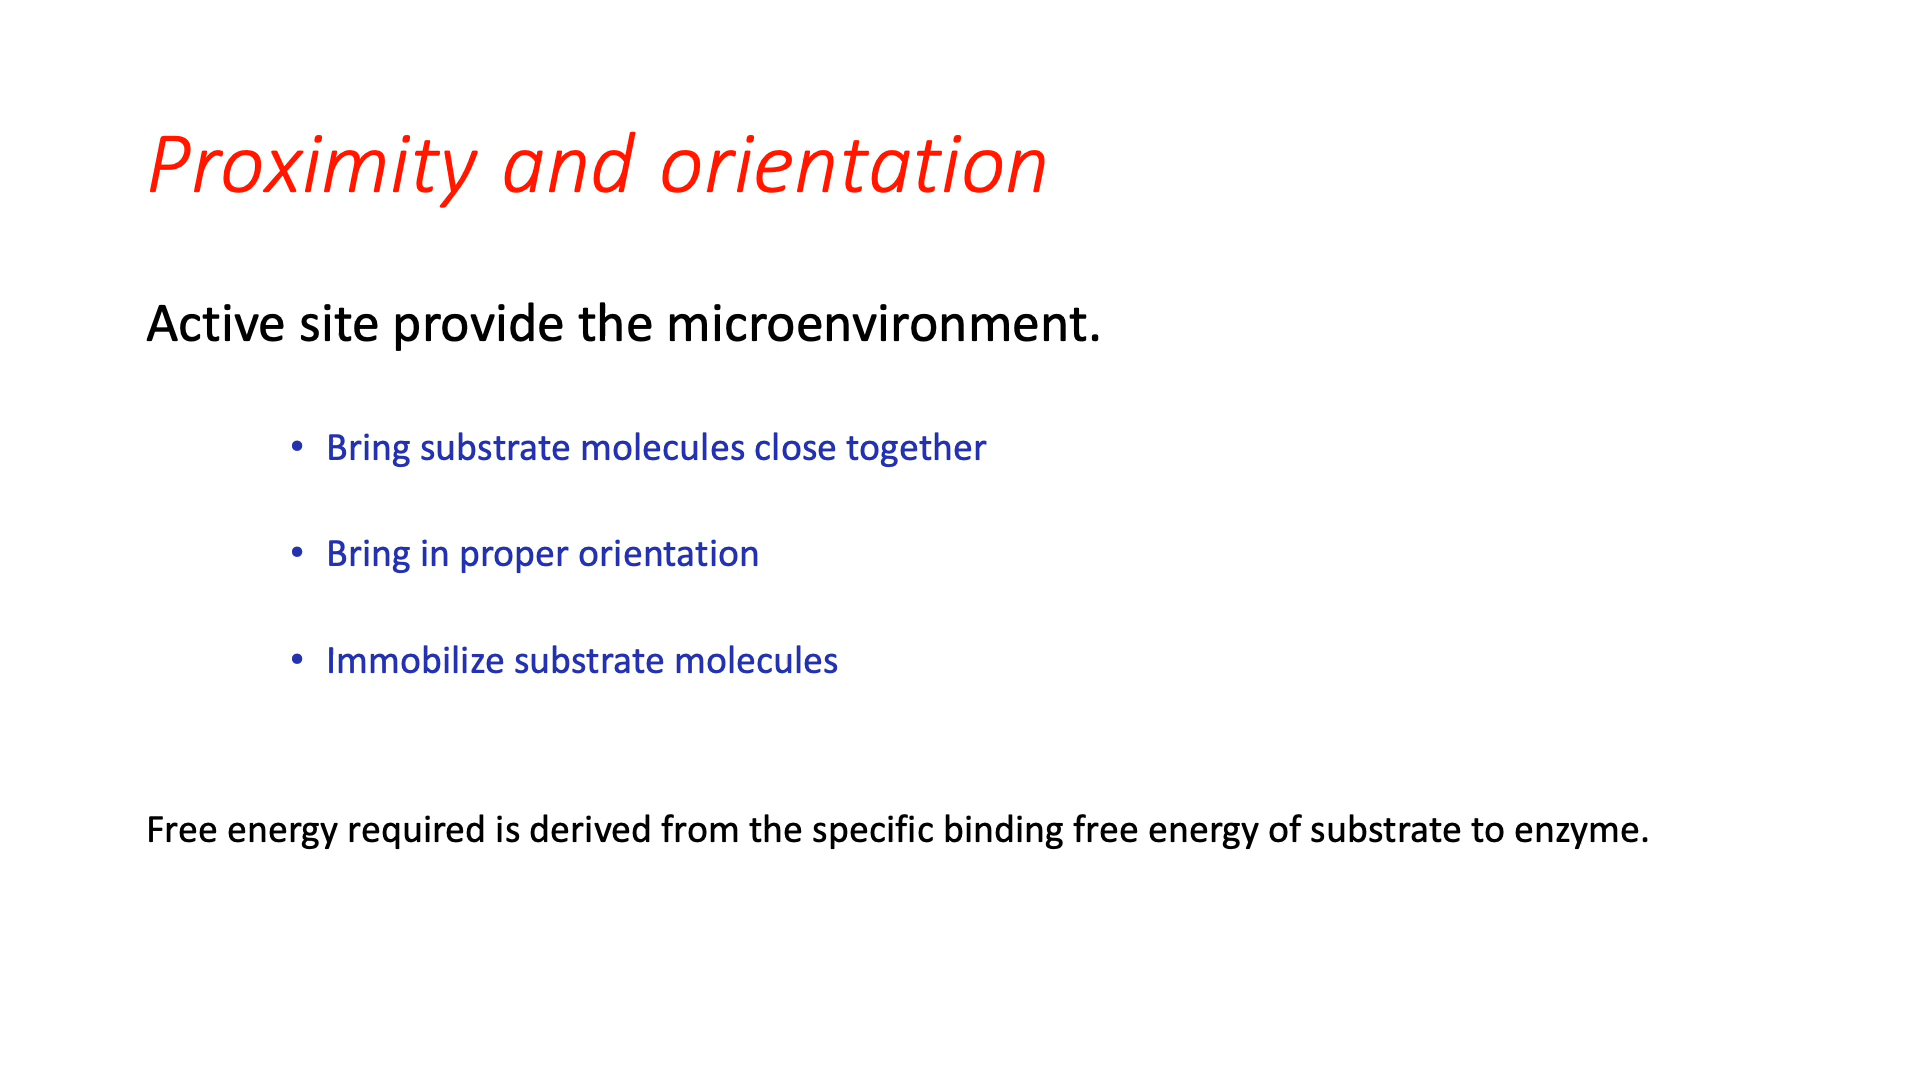 Proximity and orientation
Active site provide the microenvironment.
• Bring substrate molecules close together
• Bring in proper orientation
• Immobilize substrate molecules
Free energy required is derived from the specific binding free energy of substrate to enzyme.